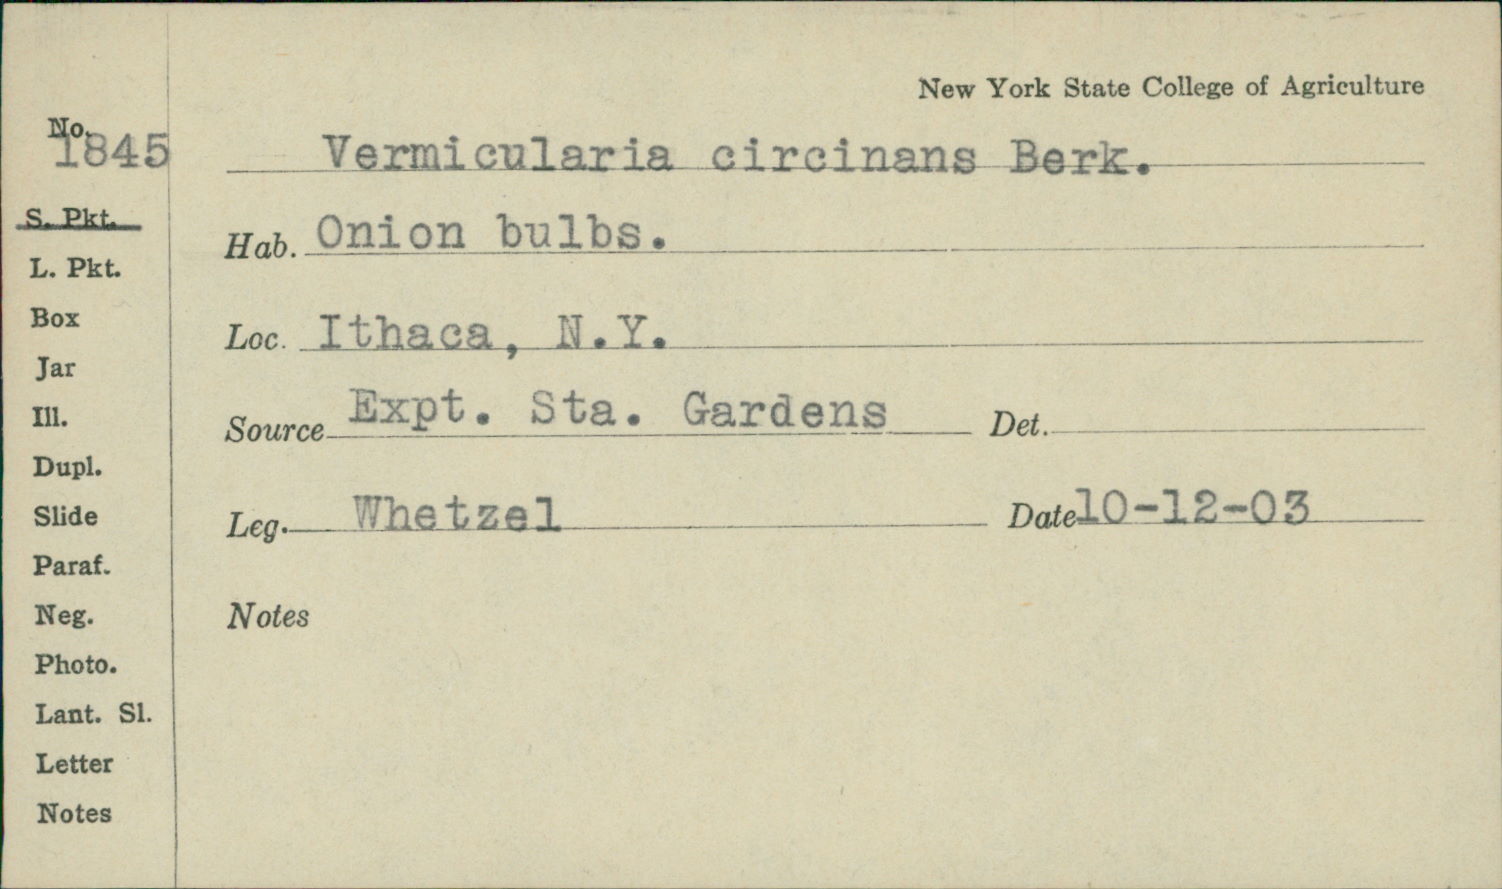 New York State College of Agriculture
No.
1845
Vermicularia circinans Berk.
S. Pkt.
Hab. Onion bulbs.
L. Pkt.
Box
Loc. Ithaca, N.Y.
Jar
Ill.
Source Expt. Sta. Gardens Det.
Dupl.
Slide
Leg. Whetzel Date 10-12-03
Paraf.
Neg.
Notes
Photo.
Lant. Sl.
Letter
Notes